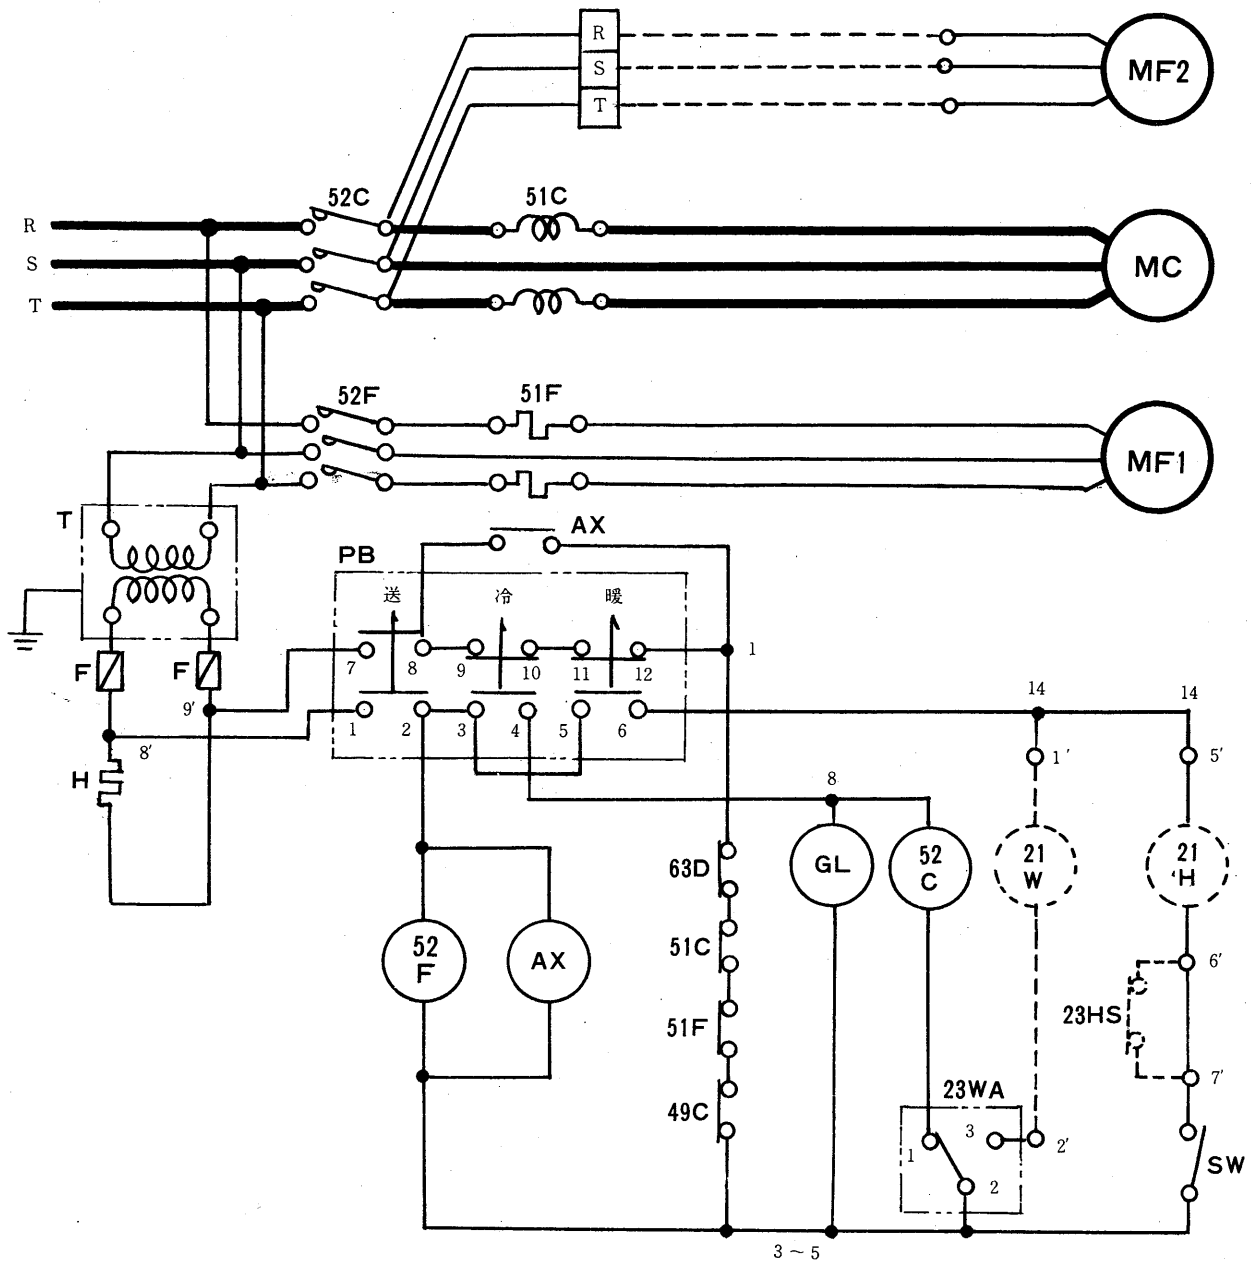 R
S
T
MF2
52C
51C
R
S
T
MC
52F
51F
MF1
T
AX
PB
送
冷
暖
F
F
7
8
9
10
11
12
1
9'
1
2
3
4
5
6
14
14
8'
1'
5'
H
8
63D
GL
52
C
21
W
21
H
51C
52
F
AX
6'
51F
23HS
7'
49C
23WA
1
3
2'
2
SW
3～5